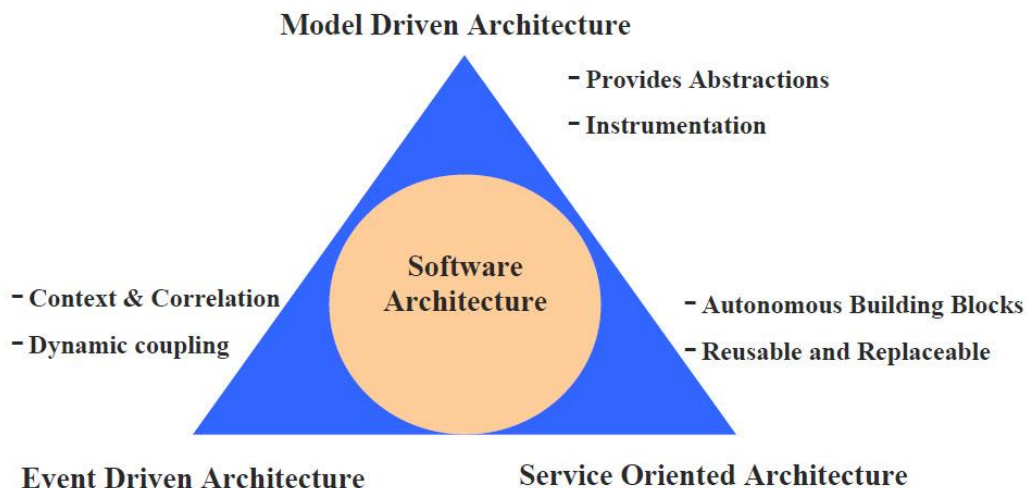 Model Driven Architecture
- Provides Abstractions
- Instrumentation
Software
Architecture
- Context & Correlation
- Dynamic coupling
- Autonomous Building Blocks
- Reusable and Replaceable
Event Driven Architecture
Service Oriented Architecture